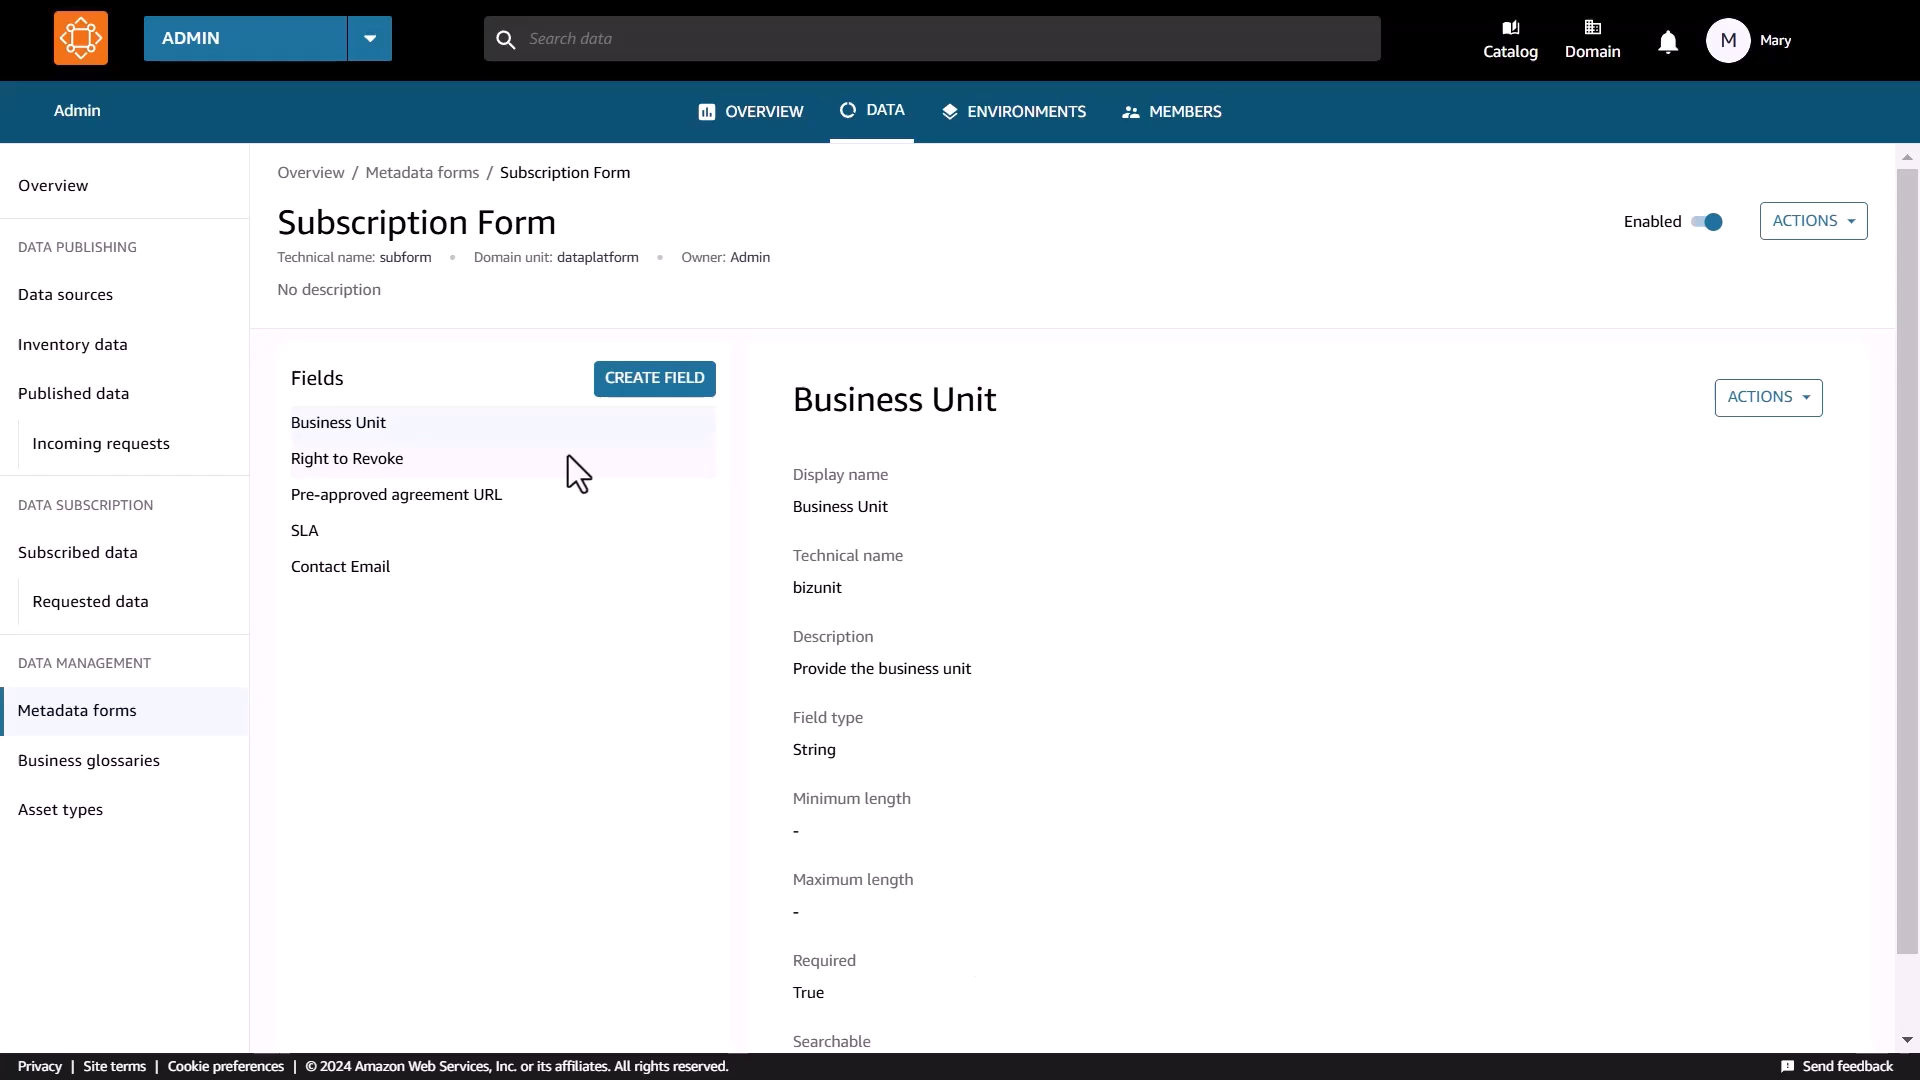 ADMIN
Search data
Catalog
Domain
M
Mary
Admin
OVERVIEW
DATA
ENVIRONMENTS
MEMBERS
Overview
DATA PUBLISHING
Data sources
Inventory data
Published data
Incoming requests
DATA SUBSCRIPTION
Subscribed data
Requested data
DATA MANAGEMENT
Metadata forms
Business glossaries
Asset types
Overview / Metadata forms / Subscription Form
Subscription Form
Enabled
ACTIONS
Technical name: subform • Domain unit: dataplatform • Owner: Admin
No description
Fields
CREATE FIELD
Business Unit
Right to Revoke
Pre-approved agreement URL
SLA
Contact Email
Business Unit
ACTIONS
Display name
Business Unit
Technical name
bizunit
Description
Provide the business unit
Field type
String
Minimum length
-
Maximum length
-
Required
True
Searchable
Privacy | Site terms | Cookie preferences | © 2024 Amazon Web Services, Inc. or its affiliates. All rights reserved.
Send feedback